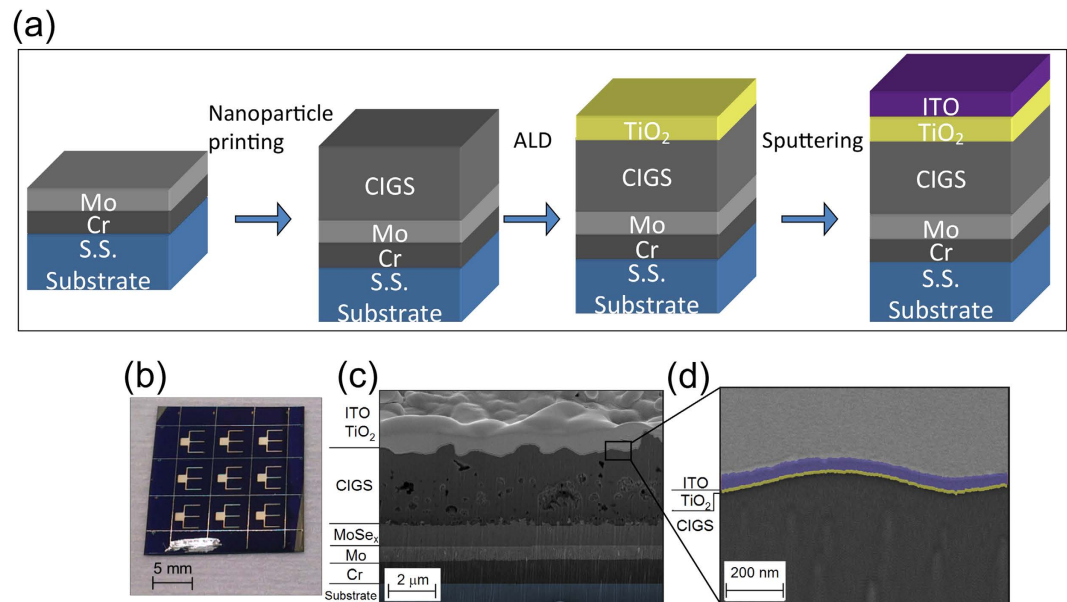 (a)
Nanoparticle
printing
ALD
Sputtering
Mo
Cr
S.S.
Substrate
CIGS
Mo
Cr
S.S.
Substrate
TiO₂
CIGS
Mo
Cr
S.S.
Substrate
ITO
TiO₂
CIGS
Mo
Cr
S.S.
Substrate
(b)
5 mm
(c)
ITO
TiO₂
CIGS
MoSeₓ
Mo
Cr
Substrate
2 μm
(d)
ITO
TiO₂
CIGS
200 nm